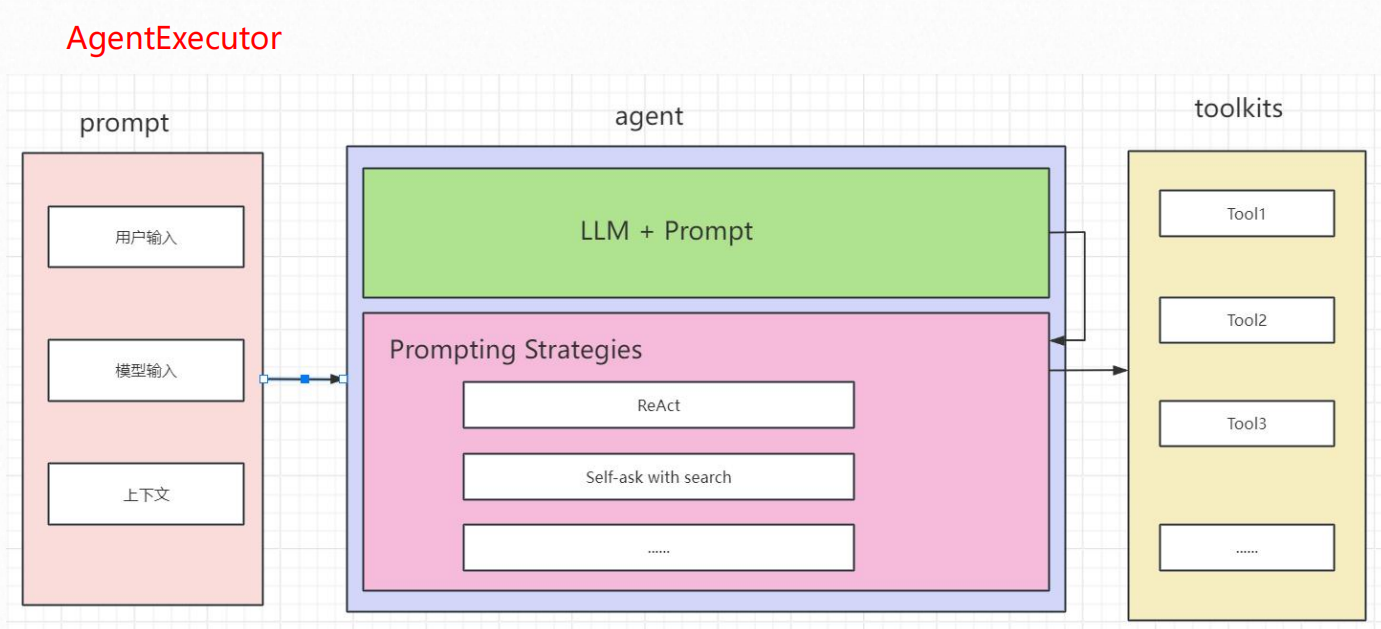 AgentExecutor
prompt
用户输入
模型输入
上下文
agent
LLM + Prompt
Prompting Strategies
ReAct
Self-ask with search
......
toolkits
Tool1
Tool2
Tool3
......